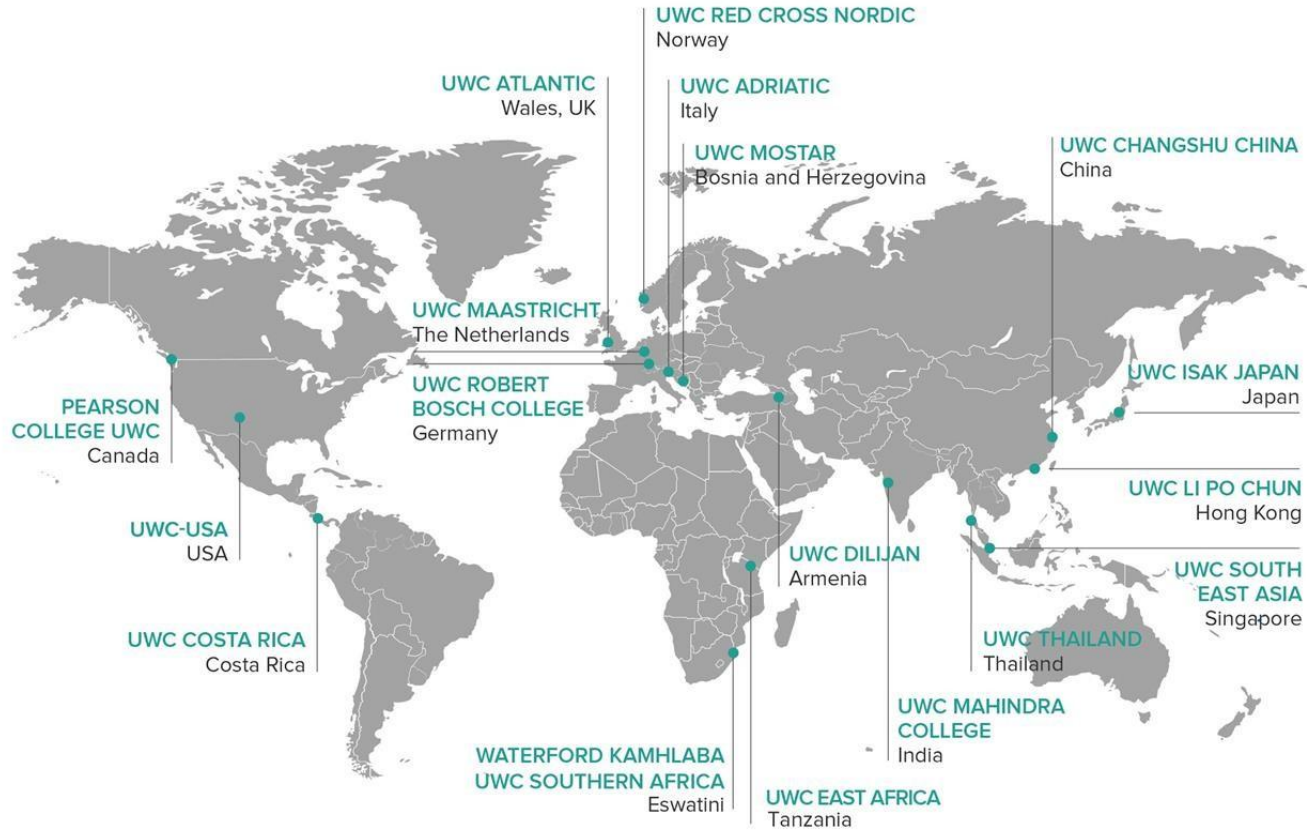 UWC RED CROSS NORDIC
Norway
UWC ATLANTIC
Wales, UK
UWC ADRIATIC
Italy
UWC MOSTAR
Bosnia and Herzegovina
UWC CHANGSHU CHINA
China
UWC MAASTRICHT
The Netherlands
UWC ROBERT
BOSCH COLLEGE
Germany
UWC ISAK JAPAN
Japan
PEARSON
COLLEGE UWC
Canada
UWC LI PO CHUN
Hong Kong
UWC-USA
USA
UWC DILIJAN
Armenia
UWC SOUTH
EAST ASIA
Singapore
UWC COSTA RICA
Costa Rica
UWC THAILAND
Thailand
UWC MAHINDRA
COLLEGE
India
WATERFORD KAMHLABA
UWC SOUTHERN AFRICA
Eswatini
UWC EAST AFRICA
Tanzania